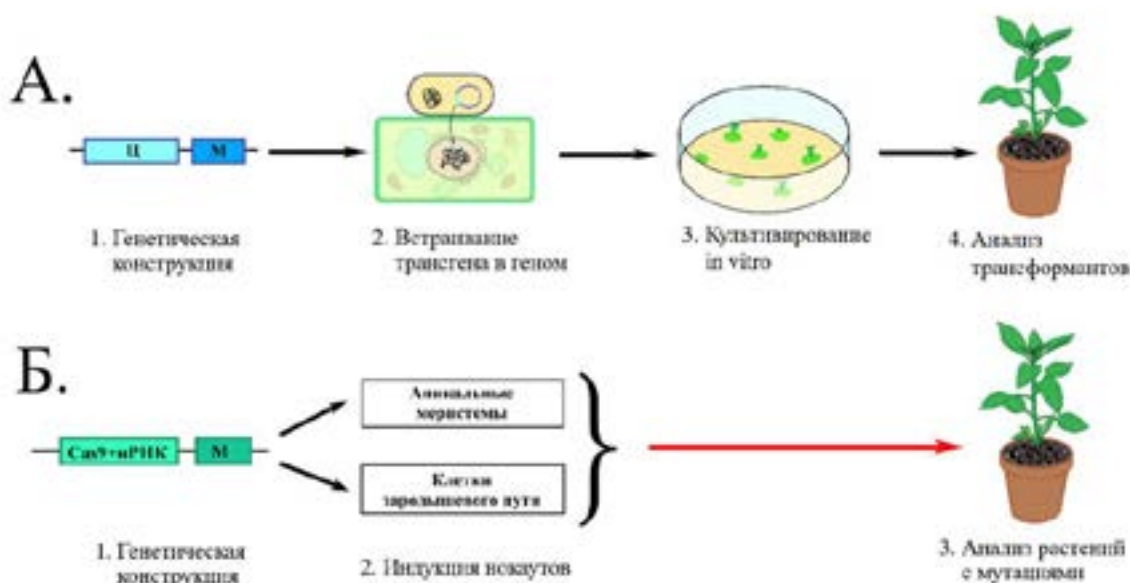 А.
Ц М
1. Генетическая
конструкция
2. Встраивание
трансгена в геном
3. Культивирование
in vitro
4. Анализ
трансформантов
Б.
Cas9+нРНК М
Апикальные
меристемы
Клетки
зародышевого пути
1. Генетическая
конструкция
2. Индукция нокаутов
3. Анализ растений
с мутациями